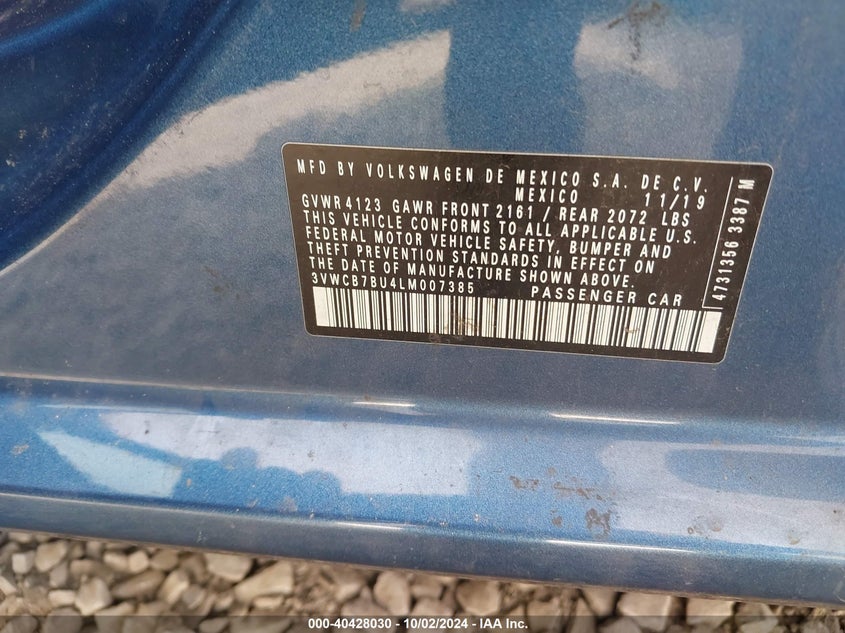 MFD BY VOLKSWAGEN DE MEXICO S.A. DE C.V.
MEXICO 11/19
GVWR 4123 GAWR FRONT 2161 / REAR 2072 LBS
THIS VEHICLE CONFORMS TO ALL APPLICABLE U.S.
FEDERAL MOTOR VEHICLE SAFETY, BUMPER AND
THEFT PREVENTION STANDARDS IN EFFECT ON
THE DATE OF MANUFACTURE SHOWN ABOVE.
3VWCB7BU4LM007385 PASSENGER CAR
4731356 3387 M
000-40428030 - 10/02/2024 - IAA Inc.